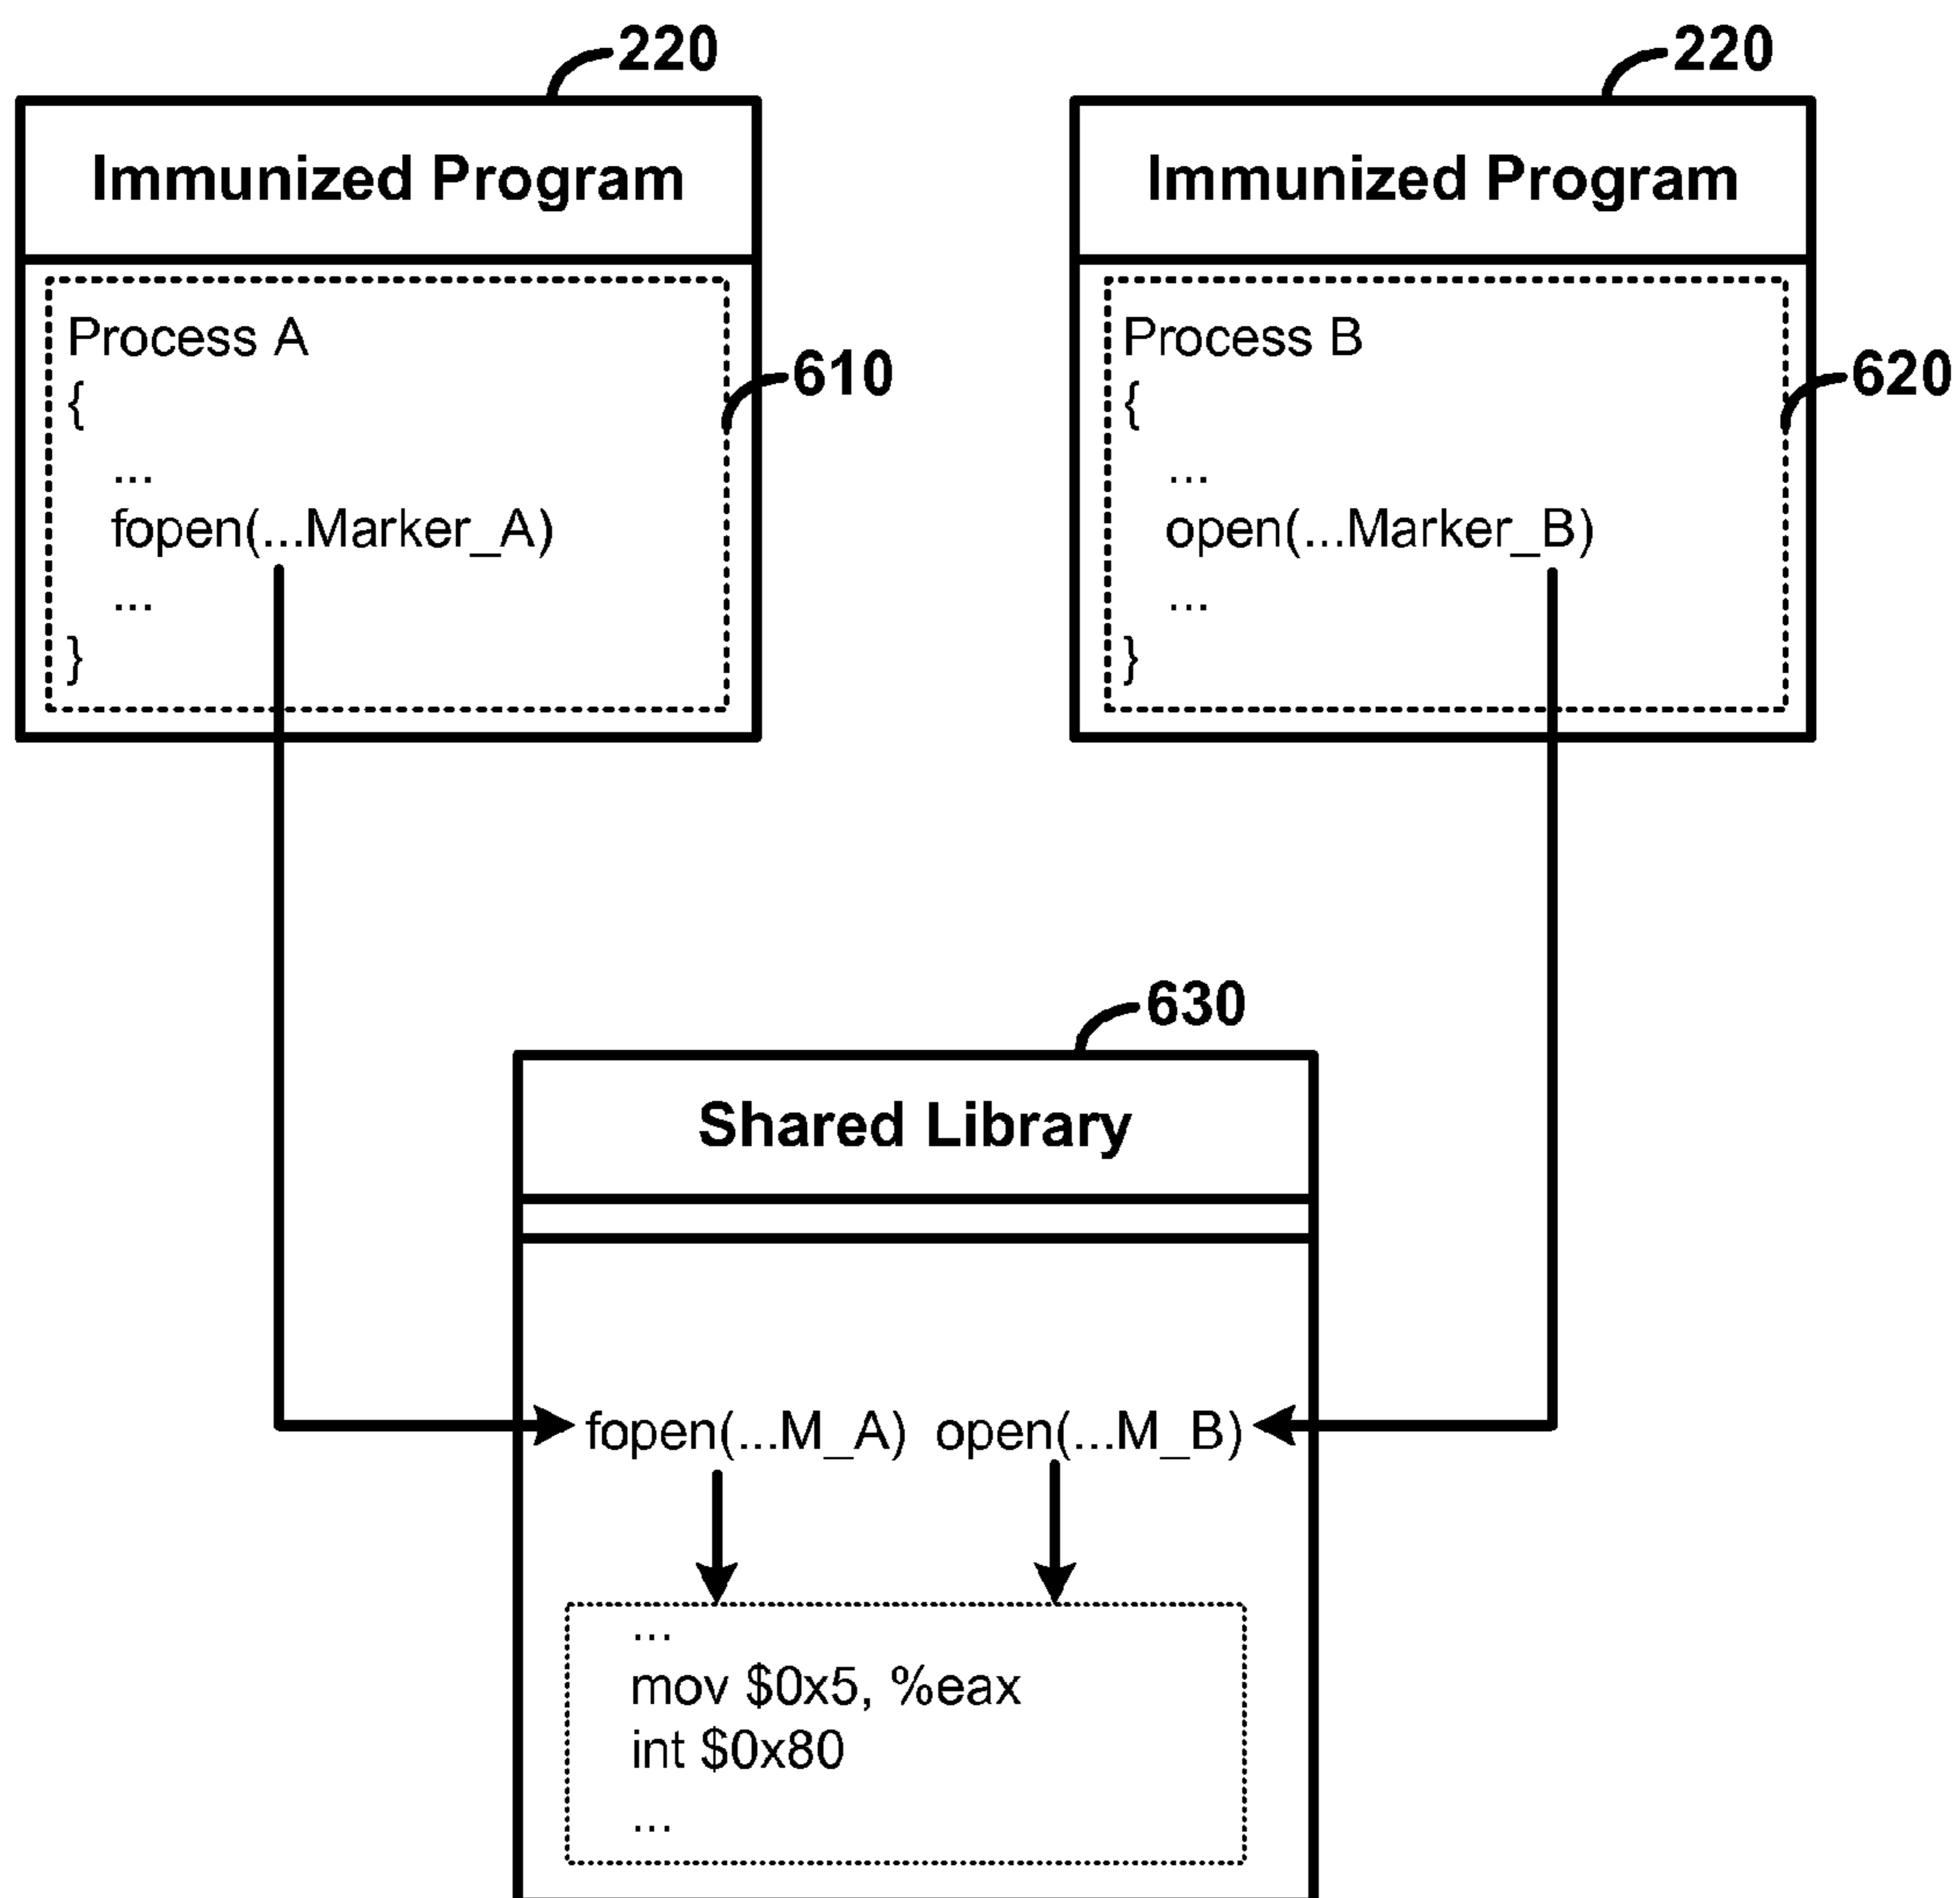 220
Immunized Program
Process A
{
...
fopen(...Marker_A)
...
}
610
220
Immunized Program
Process B
{
...
open(...Marker_B)
...
}
620
630
Shared Library
fopen(...M_A) open(...M_B)
...
mov $0x5, %eax
int $0x80
...